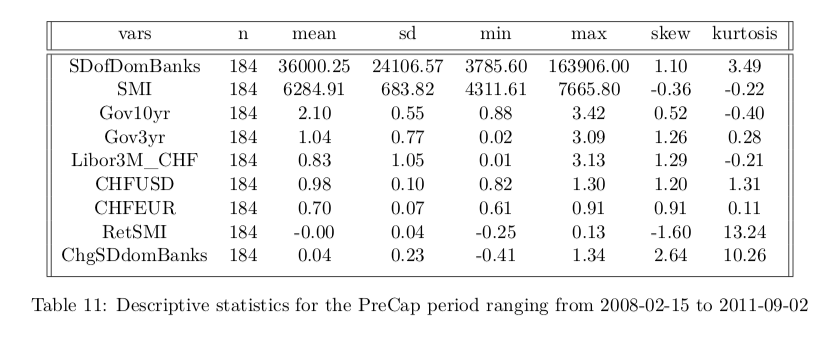 vars n mean sd min max skew kurtosis
SDofDomBanks 184 36000.25 24106.57 3785.60 163906.00 1.10 3.49
SMI 184 6284.91 683.82 4311.61 7665.80 -0.36 -0.22
Gov10yr 184 2.10 0.55 0.88 3.42 0.52 -0.40
Gov3yr 184 1.04 0.77 0.02 3.09 1.26 0.28
Libor3M_CHF 184 0.83 1.05 0.01 3.13 1.29 -0.21
CHFUSD 184 0.98 0.10 0.82 1.30 1.20 1.31
CHFEUR 184 0.70 0.07 0.61 0.91 0.91 0.11
RetSMI 184 -0.00 0.04 -0.25 0.13 -1.60 13.24
ChgSDdomBanks 184 0.04 0.23 -0.41 1.34 2.64 10.26
Table 11: Descriptive statistics for the PreCap period ranging from 2008-02-15 to 2011-09-02